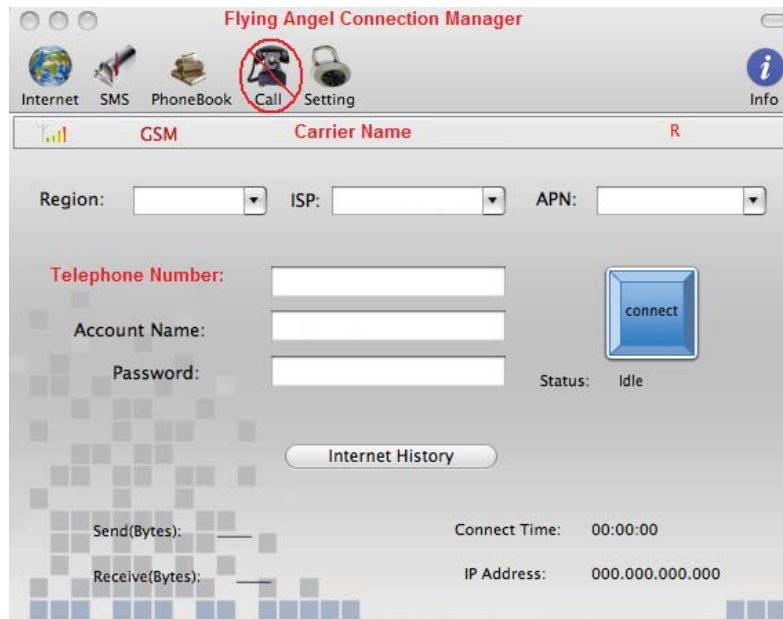 Flying Angel Connection Manager
Internet SMS PhoneBook Call Setting Info
GSM Carrier Name R
Region: ISP: APN:
Telephone Number:
connect
Account Name:
Password:
Status: Idle
Internet History
Send(Bytes): Connect Time: 00:00:00
Receive(Bytes): IP Address: 000.000.000.000